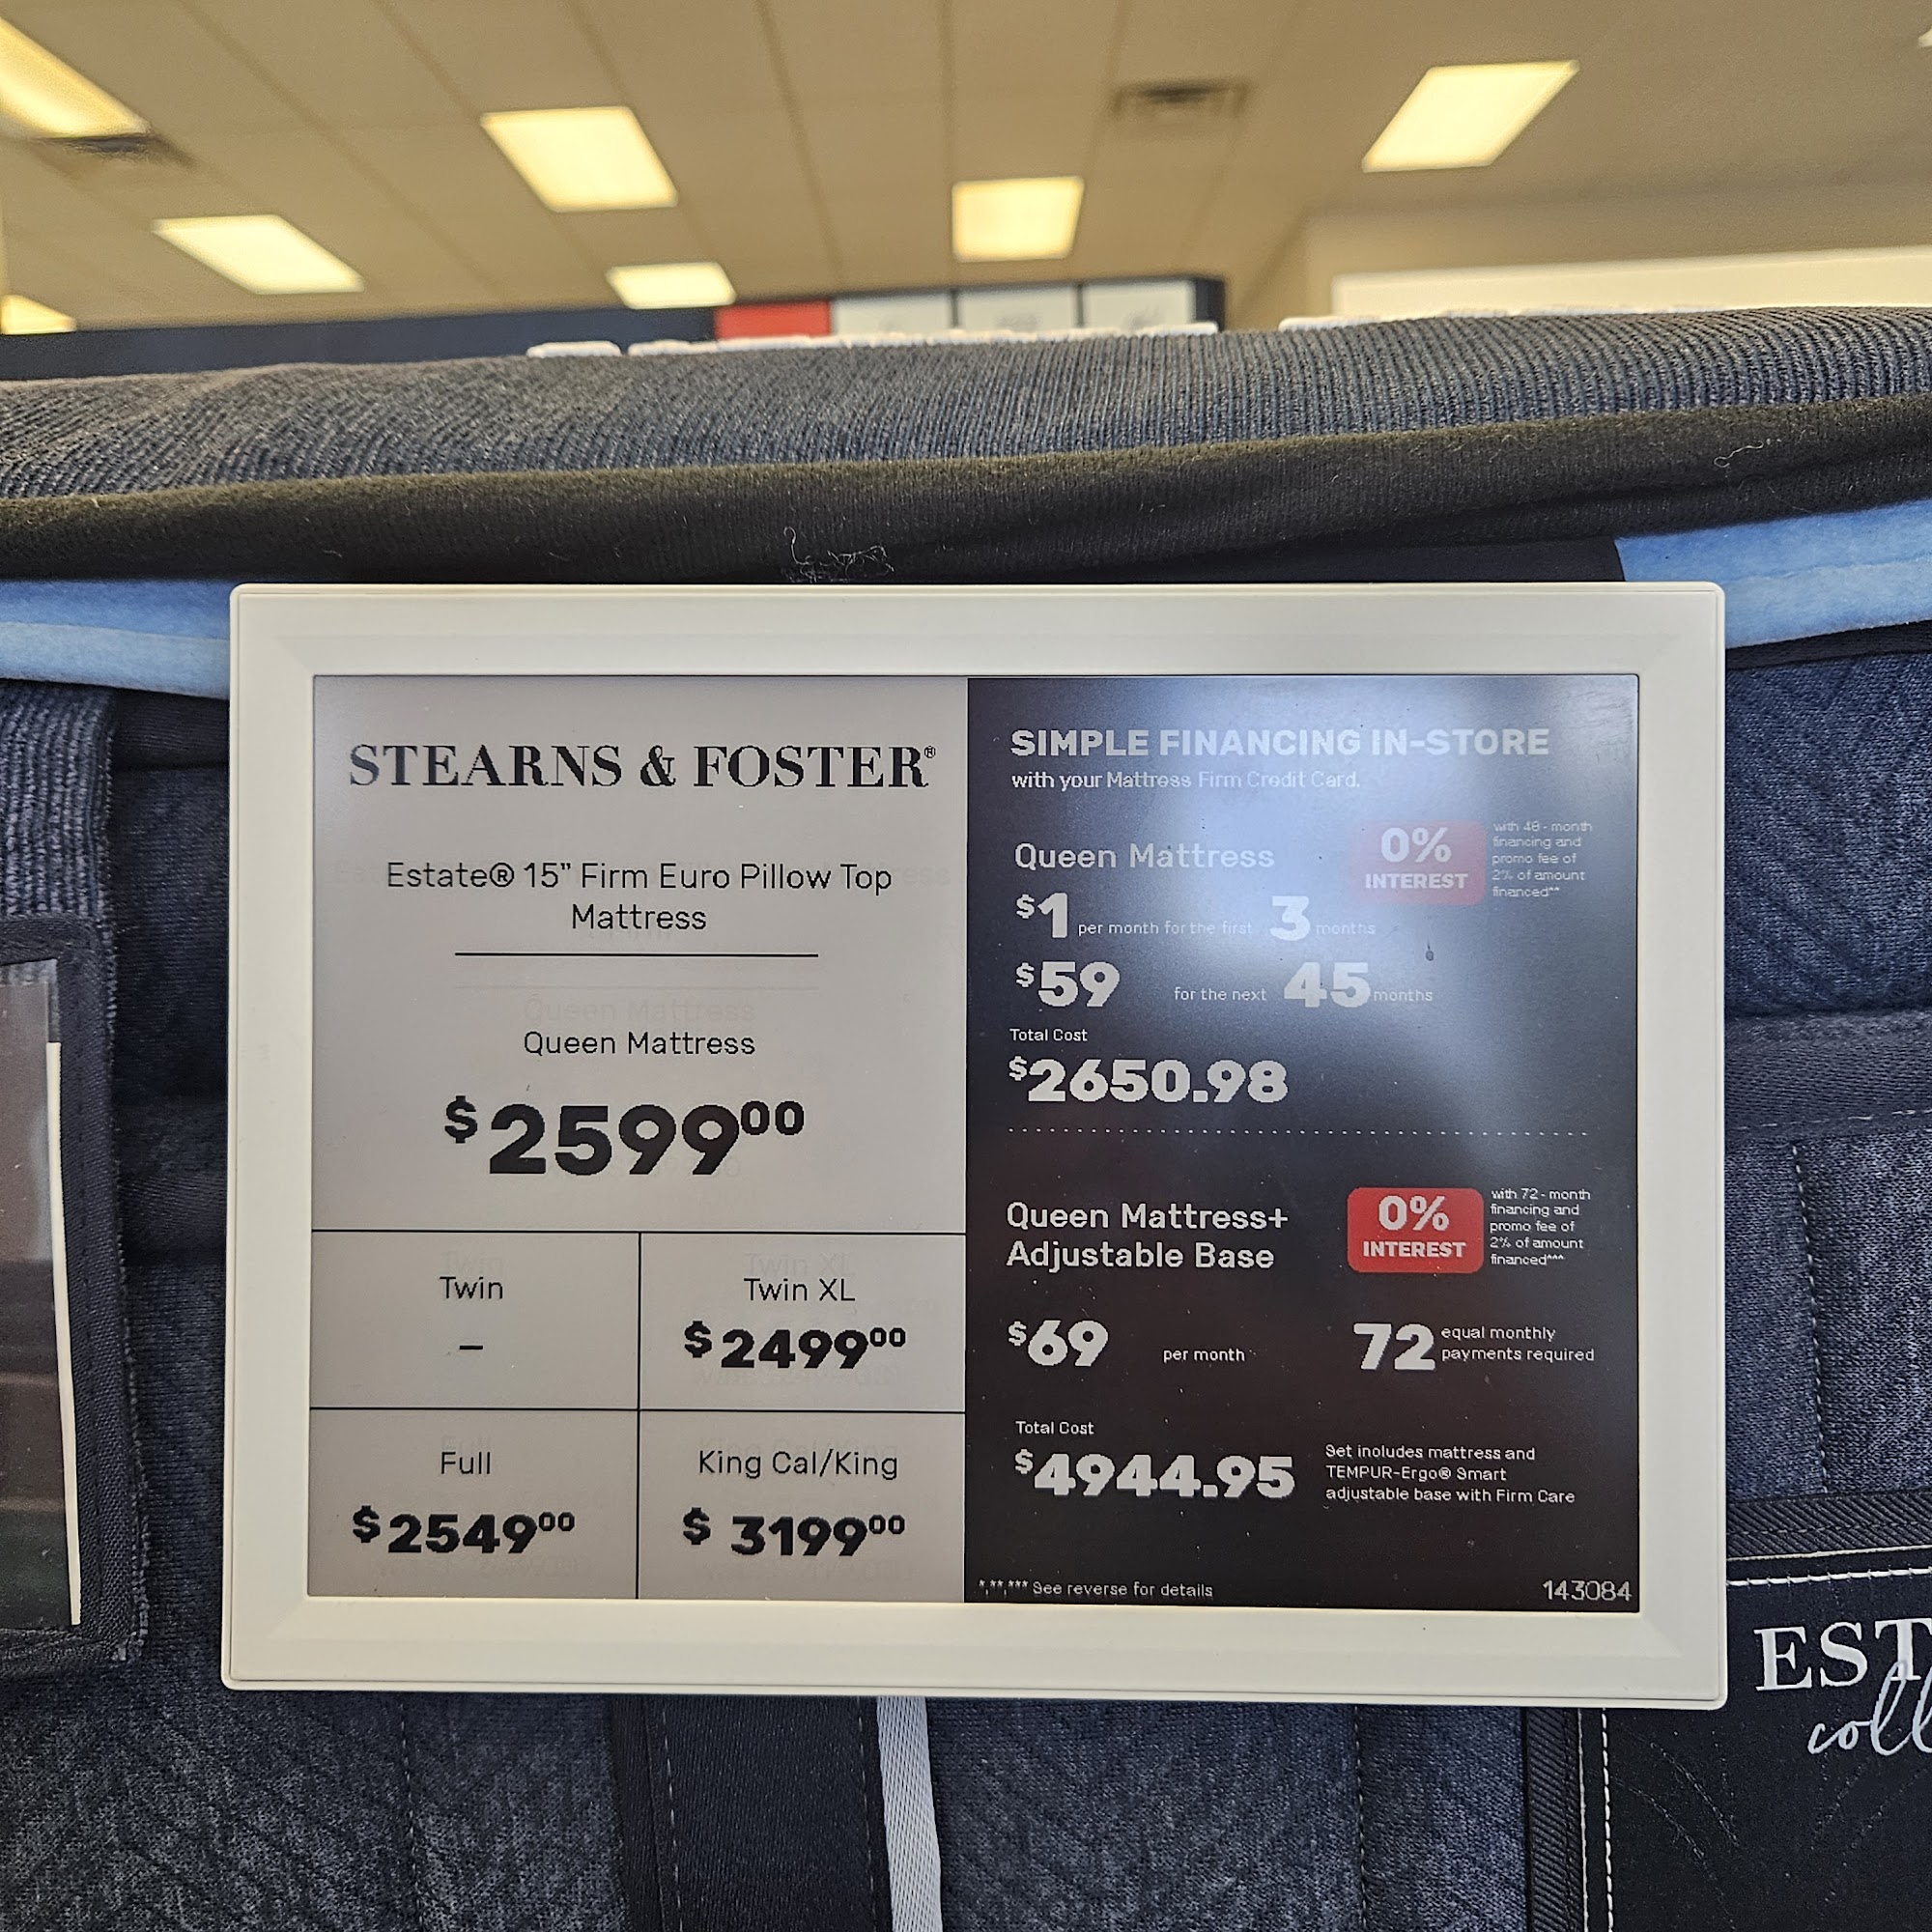 STEARNS & FOSTER®
Estate® 15” Firm Euro Pillow Top
Mattress
Queen Mattress
$2599⁰⁰
Twin
–
Twin XL
$2499⁰⁰
Full
$2549⁰⁰
King Cal/King
$ 3199⁰⁰
SIMPLE FINANCING IN-STORE
with your Mattress Firm Credit Card.
Queen Mattress
0%
INTEREST
with 48 - month
financing and
promo fee of
2% of amount
financed**
$1 per month for the first 3 months
$59 for the next 45 months
Total Cost
$2650.98
Queen Mattress+
Adjustable Base
0%
INTEREST
with 72 - month
financing and
promo fee of
2% of amount
financed***
$69 per month
72 equal monthly
payments required
Total Cost
$4944.95
Set includes mattress and
TEMPUR-Ergo® Smart
adjustable base with Firm Care
*,**,*** See reverse for details
143084
EST
coll